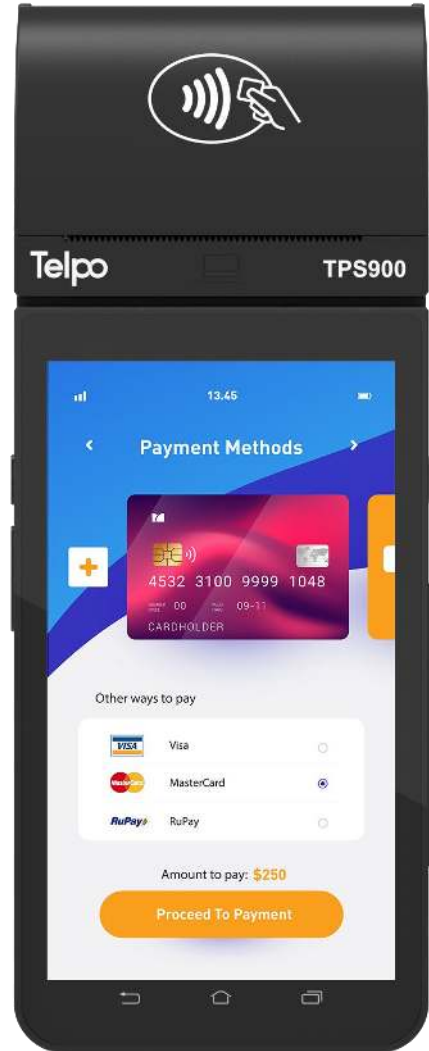 Telpo
TPS900
13.45
Payment Methods
4532 3100 9999 1048
00 09-11
CARDHOLDER
Other ways to pay
VISA Visa
MasterCard MasterCard
RuPay RuPay
Amount to pay: $250
Proceed To Payment